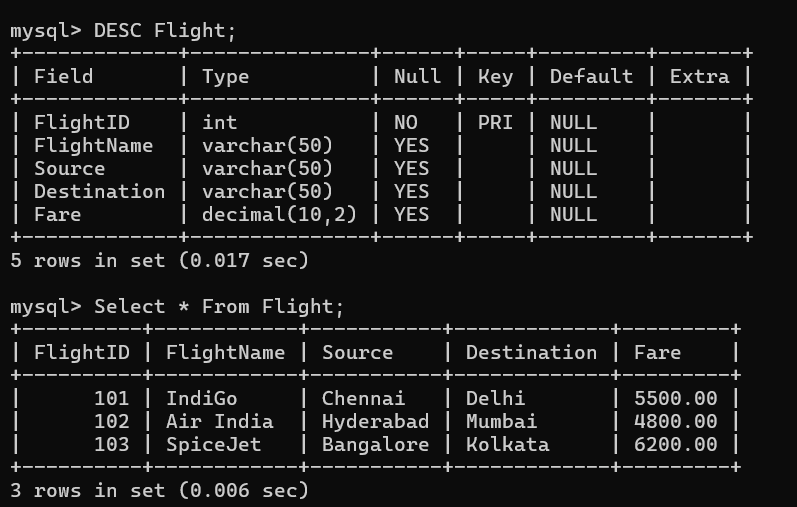 mysql> DESC Flight;
+-------------+---------------+------+-----+---------+-------+
| Field       | Type          | Null | Key | Default | Extra |
+-------------+---------------+------+-----+---------+-------+
| FlightID    | int           | NO   | PRI | NULL    |       |
| FlightName  | varchar(50)   | YES  |     | NULL    |       |
| Source      | varchar(50)   | YES  |     | NULL    |       |
| Destination | varchar(50)   | YES  |     | NULL    |       |
| Fare        | decimal(10,2) | YES  |     | NULL    |       |
+-------------+---------------+------+-----+---------+-------+
5 rows in set (0.017 sec)

mysql> Select * From Flight;
+----------+------------+-----------+-------------+---------+
| FlightID | FlightName | Source    | Destination | Fare    |
+----------+------------+-----------+-------------+---------+
|      101 | IndiGo     | Chennai   | Delhi       | 5500.00 |
|      102 | Air India  | Hyderabad | Mumbai      | 4800.00 |
|      103 | SpiceJet   | Bangalore | Kolkata     | 6200.00 |
+----------+------------+-----------+-------------+---------+
3 rows in set (0.006 sec)